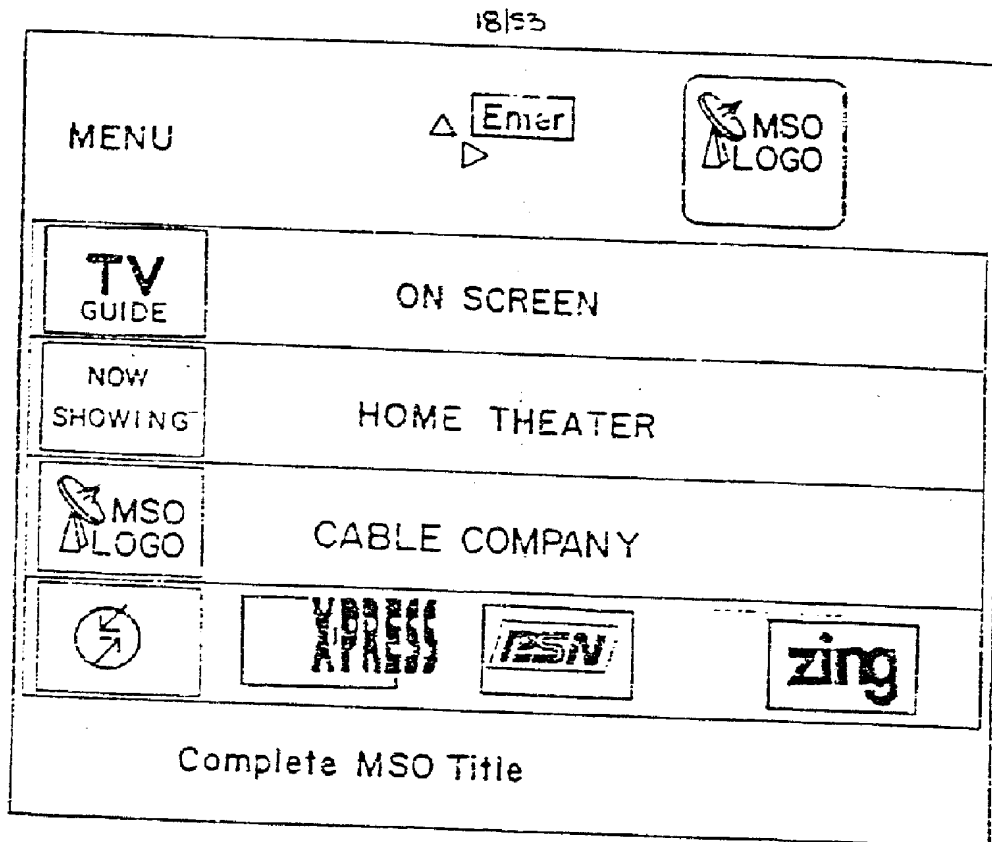 18/53
MENU
Enter
MSO
LOGO
TV
GUIDE
ON SCREEN
NOW
SHOWING
HOME THEATER
MSO
LOGO
CABLE COMPANY
zing
Complete MSO Title